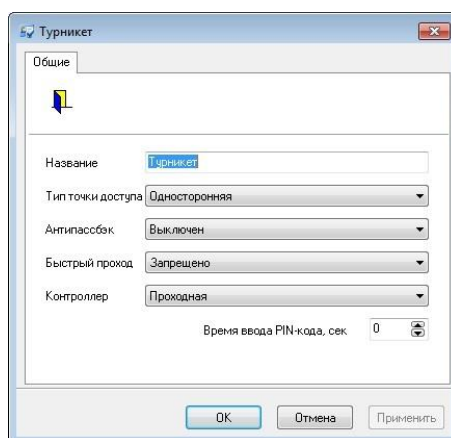 Турникет
Общие
Название Турникет
Тип точки доступа Односторонняя
Антипассбэк Выключен
Быстрый проход Запрещено
Контроллер Проходная
Время ввода PIN-кода, сек 0
ОК Отмена Применить